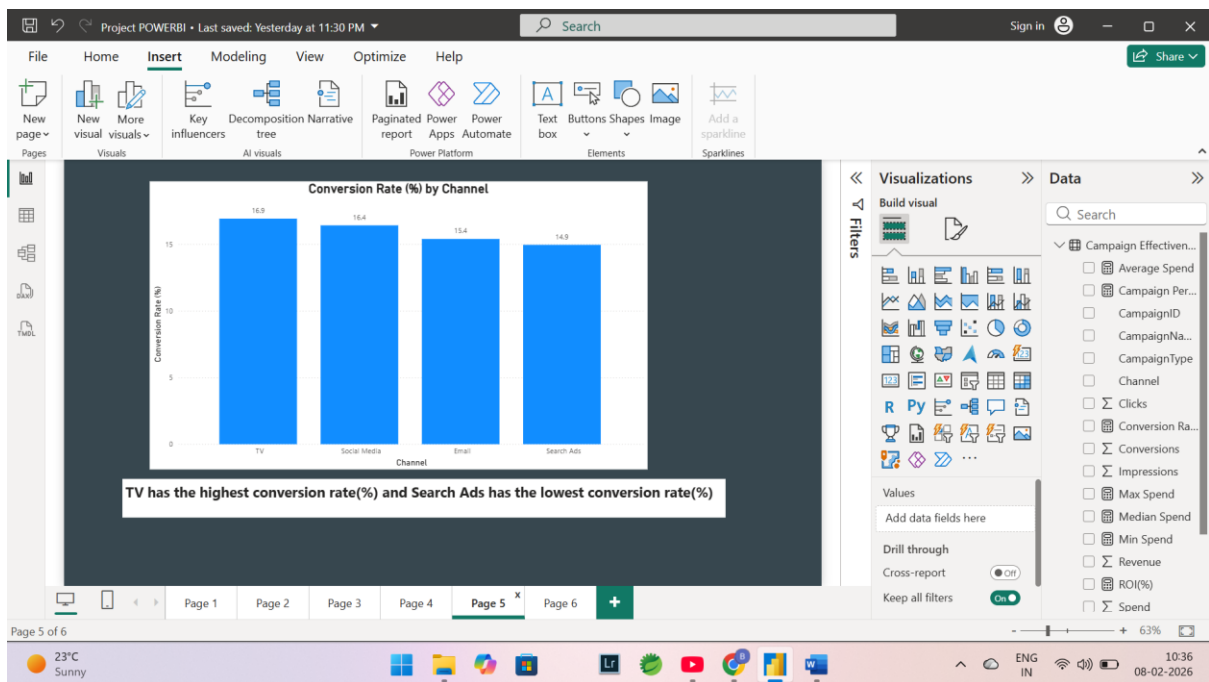 Project POWERBI • Last saved: Yesterday at 11:30 PM
Search
Sign in
File Home Insert Modeling View Optimize Help
Share
New page
New visual
More visuals
Key influencers
Decomposition tree
Narrative
Paginated report
Power Apps
Power Automate
Text box
Buttons
Shapes
Image
Add a sparkline
Pages
Visuals
AI visuals
Power Platform
Elements
Sparklines
DAX
TMDL
Conversion Rate (%) by Channel
16.9
16.4
15.4
14.9
15
10
5
0
Conversion Rate (%)
TV
Social Media
Email
Search Ads
Channel
TV has the highest conversion rate(%) and Search Ads has the lowest conversion rate(%)
Filters
Visualizations
Build visual
123
123
R
Py
Values
Add data fields here
Drill through
Cross-report
Off
Keep all filters
On
Data
Search
Campaign Effectiven...
Average Spend
Campaign Per...
CampaignID
CampaignNa...
CampaignType
Channel
Clicks
Conversion Ra...
Conversions
Impressions
Max Spend
Median Spend
Min Spend
Revenue
ROI(%)
Spend
Page 1
Page 2
Page 3
Page 4
Page 5
x
Page 6
Page 5 of 6
63%
23°C
Sunny
Lr
ENG
IN
10:36
08-02-2026